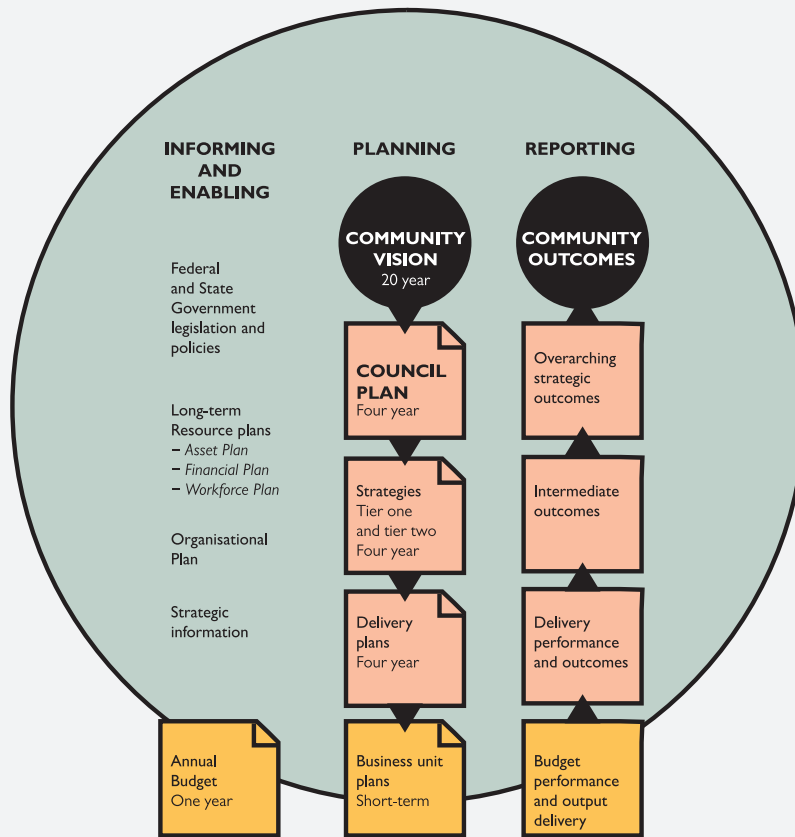 INFORMING
AND
ENABLING
Federal
and State
Government
legislation and
policies
Long-term
Resource plans
– Asset Plan
– Financial Plan
– Workforce Plan
Organisational
Plan
Strategic
information
Annual
Budget
One year
PLANNING
COMMUNITY
VISION
20 year
COUNCIL
PLAN
Four year
Strategies
Tier one
and tier two
Four year
Delivery
plans
Four year
Business unit
plans
Short-term
REPORTING
COMMUNITY
OUTCOMES
Overarching
strategic
outcomes
Intermediate
outcomes
Delivery
performance
and outcomes
Budget
performance
and output
delivery